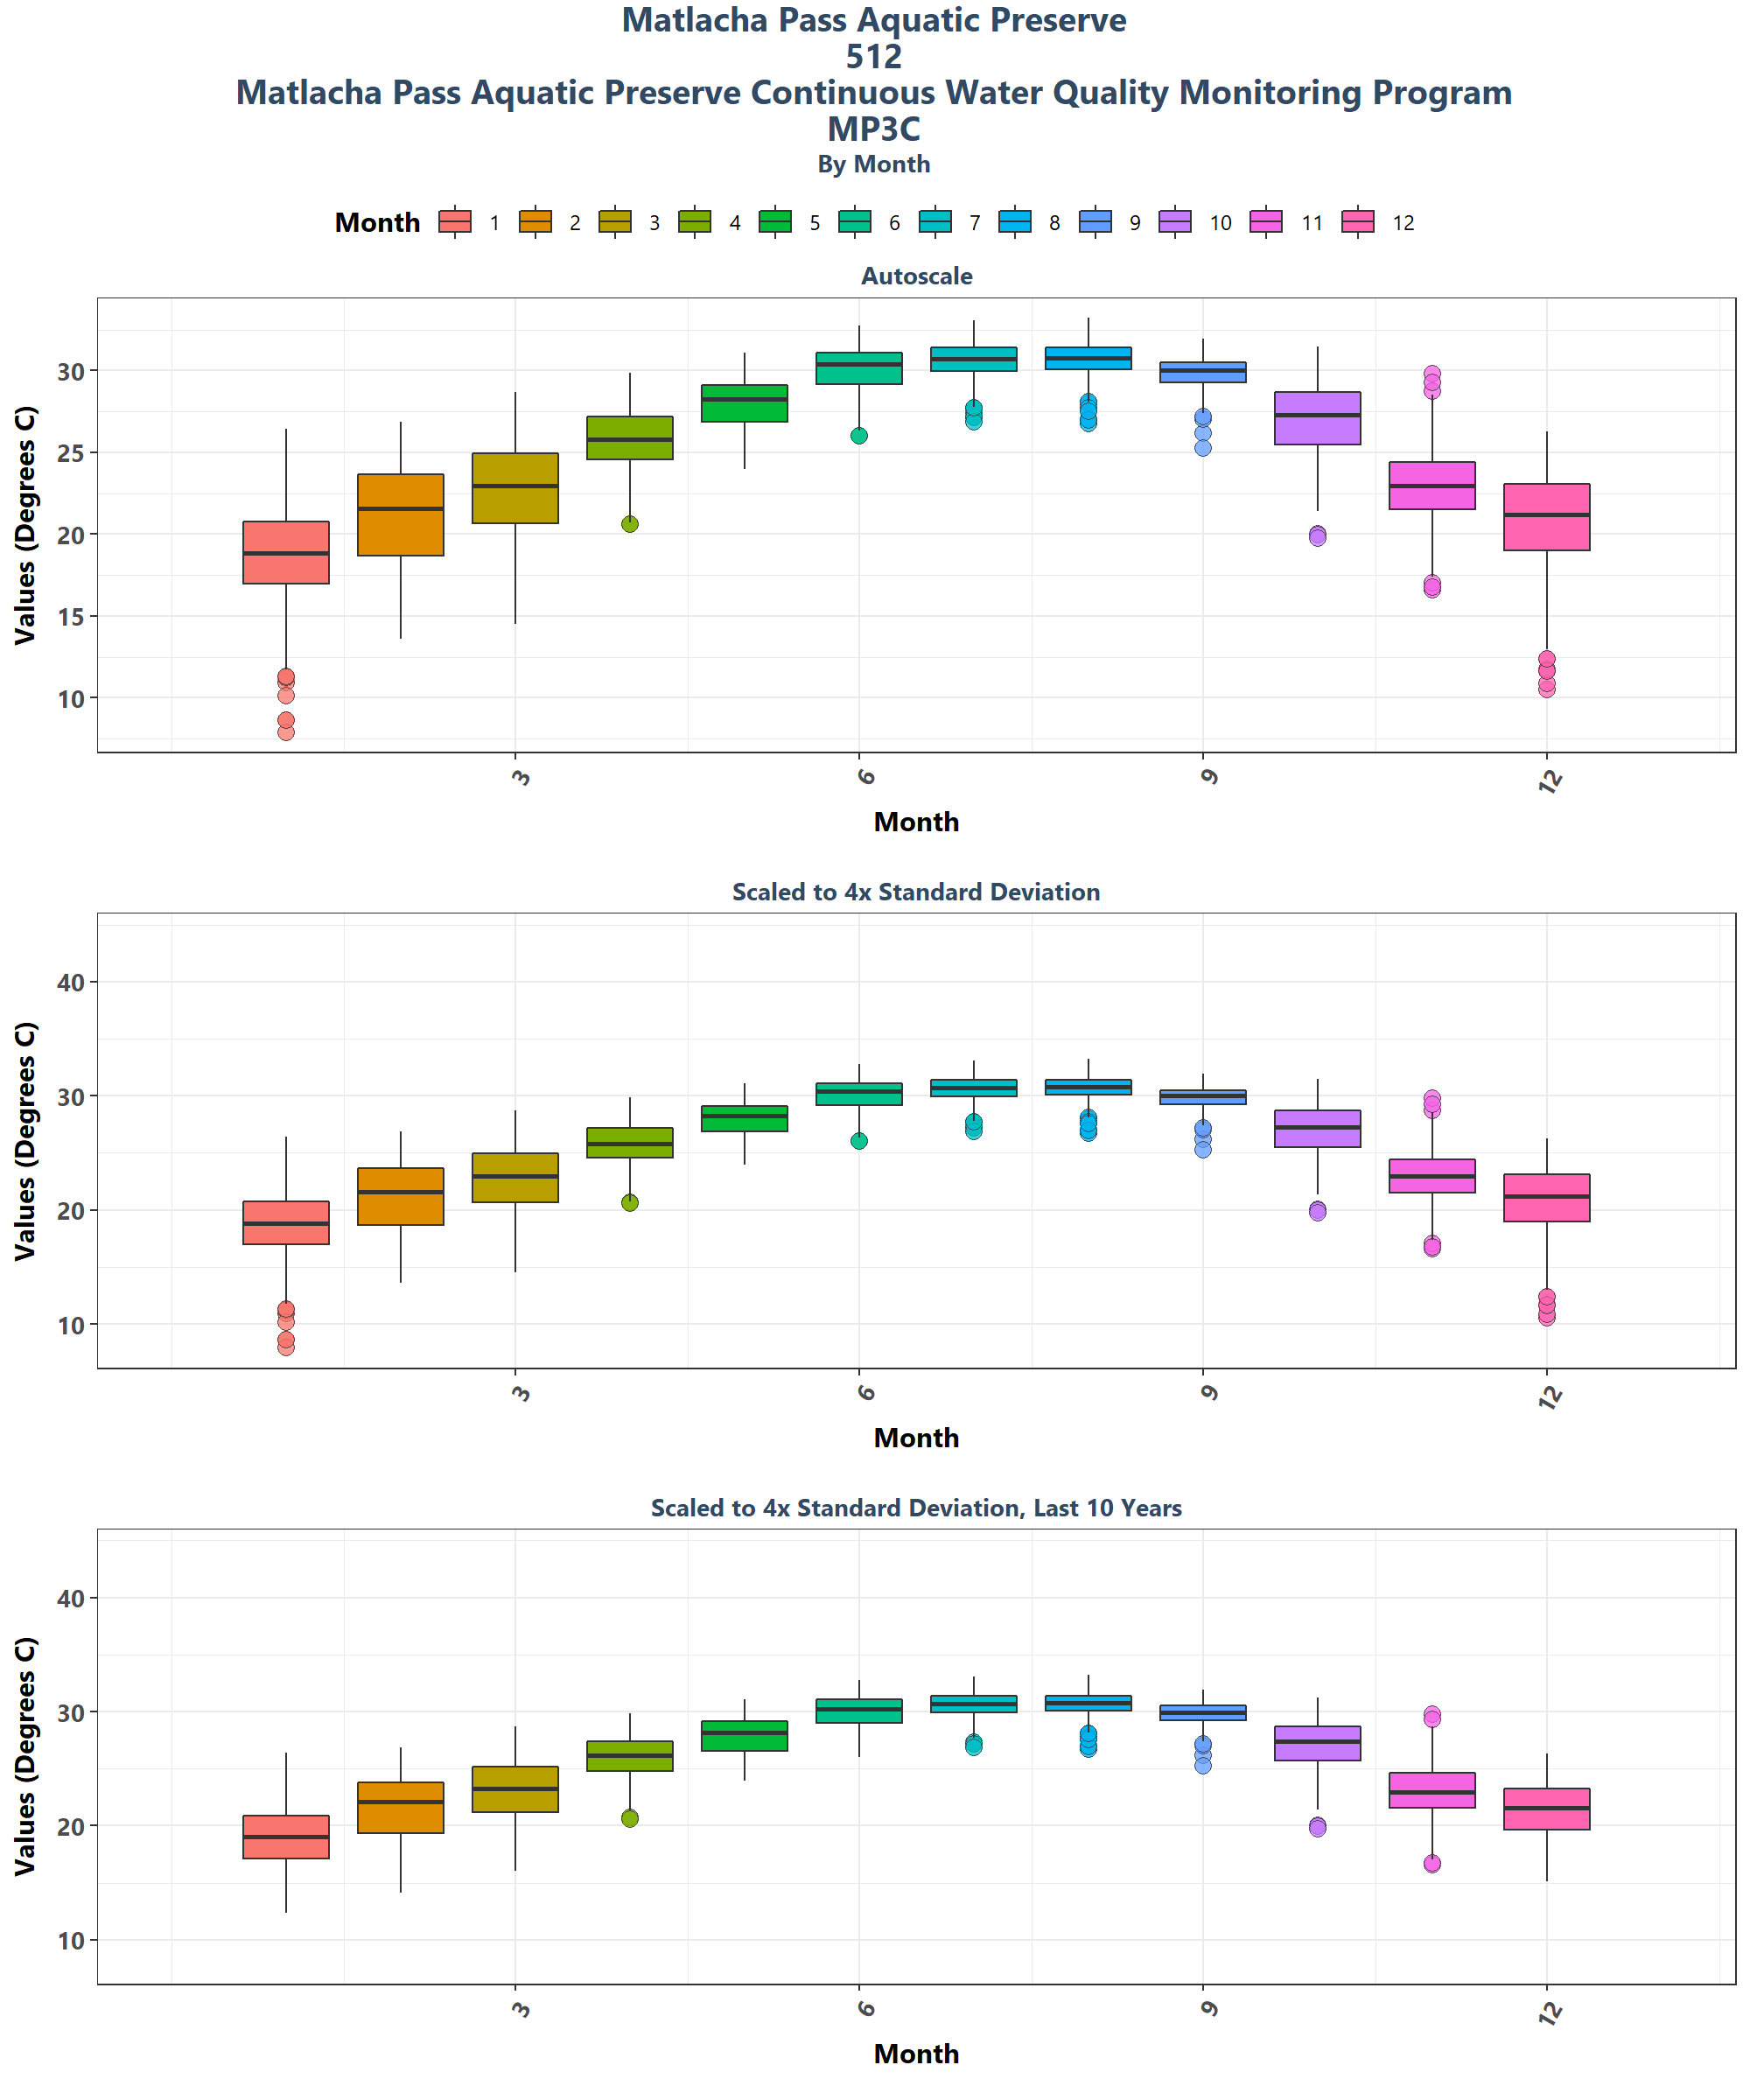 Matlacha Pass Aquatic Preserve
512
Matlacha Pass Aquatic Preserve Continuous Water Quality Monitoring Program
MP3C
By Month
Month 1 2 3 4 5 6 7 8 9 10 11 12
Autoscale
Values (Degrees C)
30
25
20
15
10
3 6 9 12
Month
Scaled to 4x Standard Deviation
Values (Degrees C)
40
30
20
10
3 6 9 12
Month
Scaled to 4x Standard Deviation, Last 10 Years
Values (Degrees C)
40
30
20
10
3 6 9 12
Month